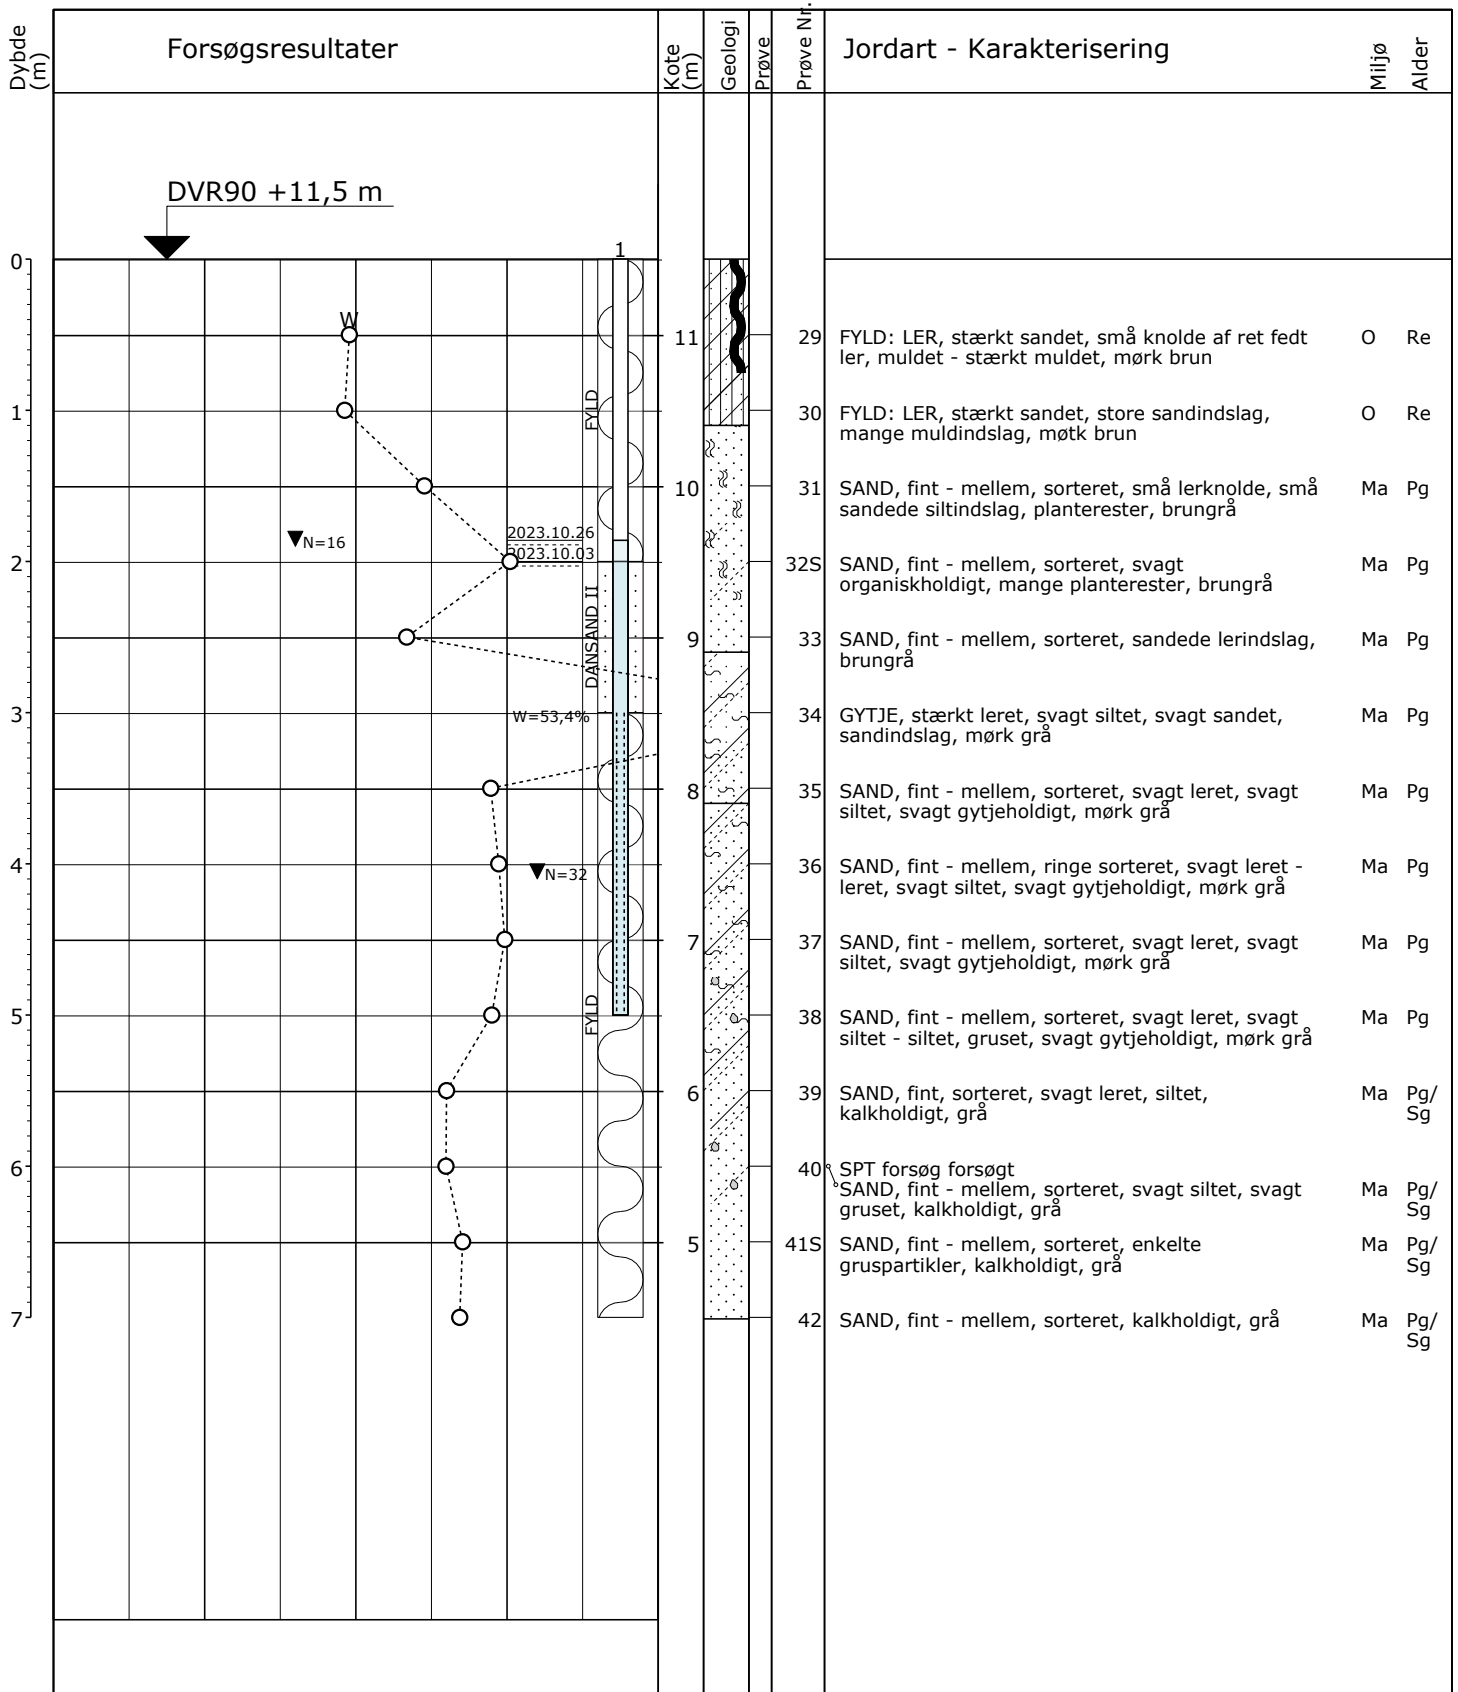 Dybde
(m)
Forsøgsresultater
Kote
(m)
Geologi
Prøve
Prøve Nr.
Jordart - Karakterisering
Miljø
Alder
DVR90 +11,5 m
1
0
W
11
29
FYLD: LER, stærkt sandet, små knolde af ret fedt
ler, muldet - stærkt muldet, mørk brun
O
Re
1
FYLD
30
FYLD: LER, stærkt sandet, store sandindslag,
mange muldindslag, møtk brun
O
Re
10
31
SAND, fint - mellem, sorteret, små lerknolde, små
sandede siltindslag, planterester, brungrå
Ma
Pg
N=16
2023.10.26
2023.10.03
2
32S
SAND, fint - mellem, sorteret, svagt
organiskholdigt, mange planterester, brungrå
Ma
Pg
DANSAND II
9
33
SAND, fint - mellem, sorteret, sandede lerindslag,
brungrå
Ma
Pg
3
W=53,4%
34
GYTJE, stærkt leret, svagt siltet, svagt sandet,
sandindslag, mørk grå
Ma
Pg
8
35
SAND, fint - mellem, sorteret, svagt leret, svagt
siltet, svagt gytjeholdigt, mørk grå
Ma
Pg
4
N=32
36
SAND, fint - mellem, ringe sorteret, svagt leret -
leret, svagt siltet, svagt gytjeholdigt, mørk grå
Ma
Pg
7
37
SAND, fint - mellem, sorteret, svagt leret, svagt
siltet, svagt gytjeholdigt, mørk grå
Ma
Pg
5
FYLD
38
SAND, fint - mellem, sorteret, svagt leret, svagt
siltet - siltet, gruset, svagt gytjeholdigt, mørk grå
Ma
Pg
6
39
SAND, fint, sorteret, svagt leret, siltet,
kalkholdigt, grå
Ma
Pg/
Sg
6
40
SPT forsøg forsøgt
SAND, fint - mellem, sorteret, svagt siltet, svagt
gruset, kalkholdigt, grå
Ma
Pg/
Sg
5
41S
SAND, fint - mellem, sorteret, enkelte
gruspartikler, kalkholdigt, grå
Ma
Pg/
Sg
7
42
SAND, fint - mellem, sorteret, kalkholdigt, grå
Ma
Pg/
Sg